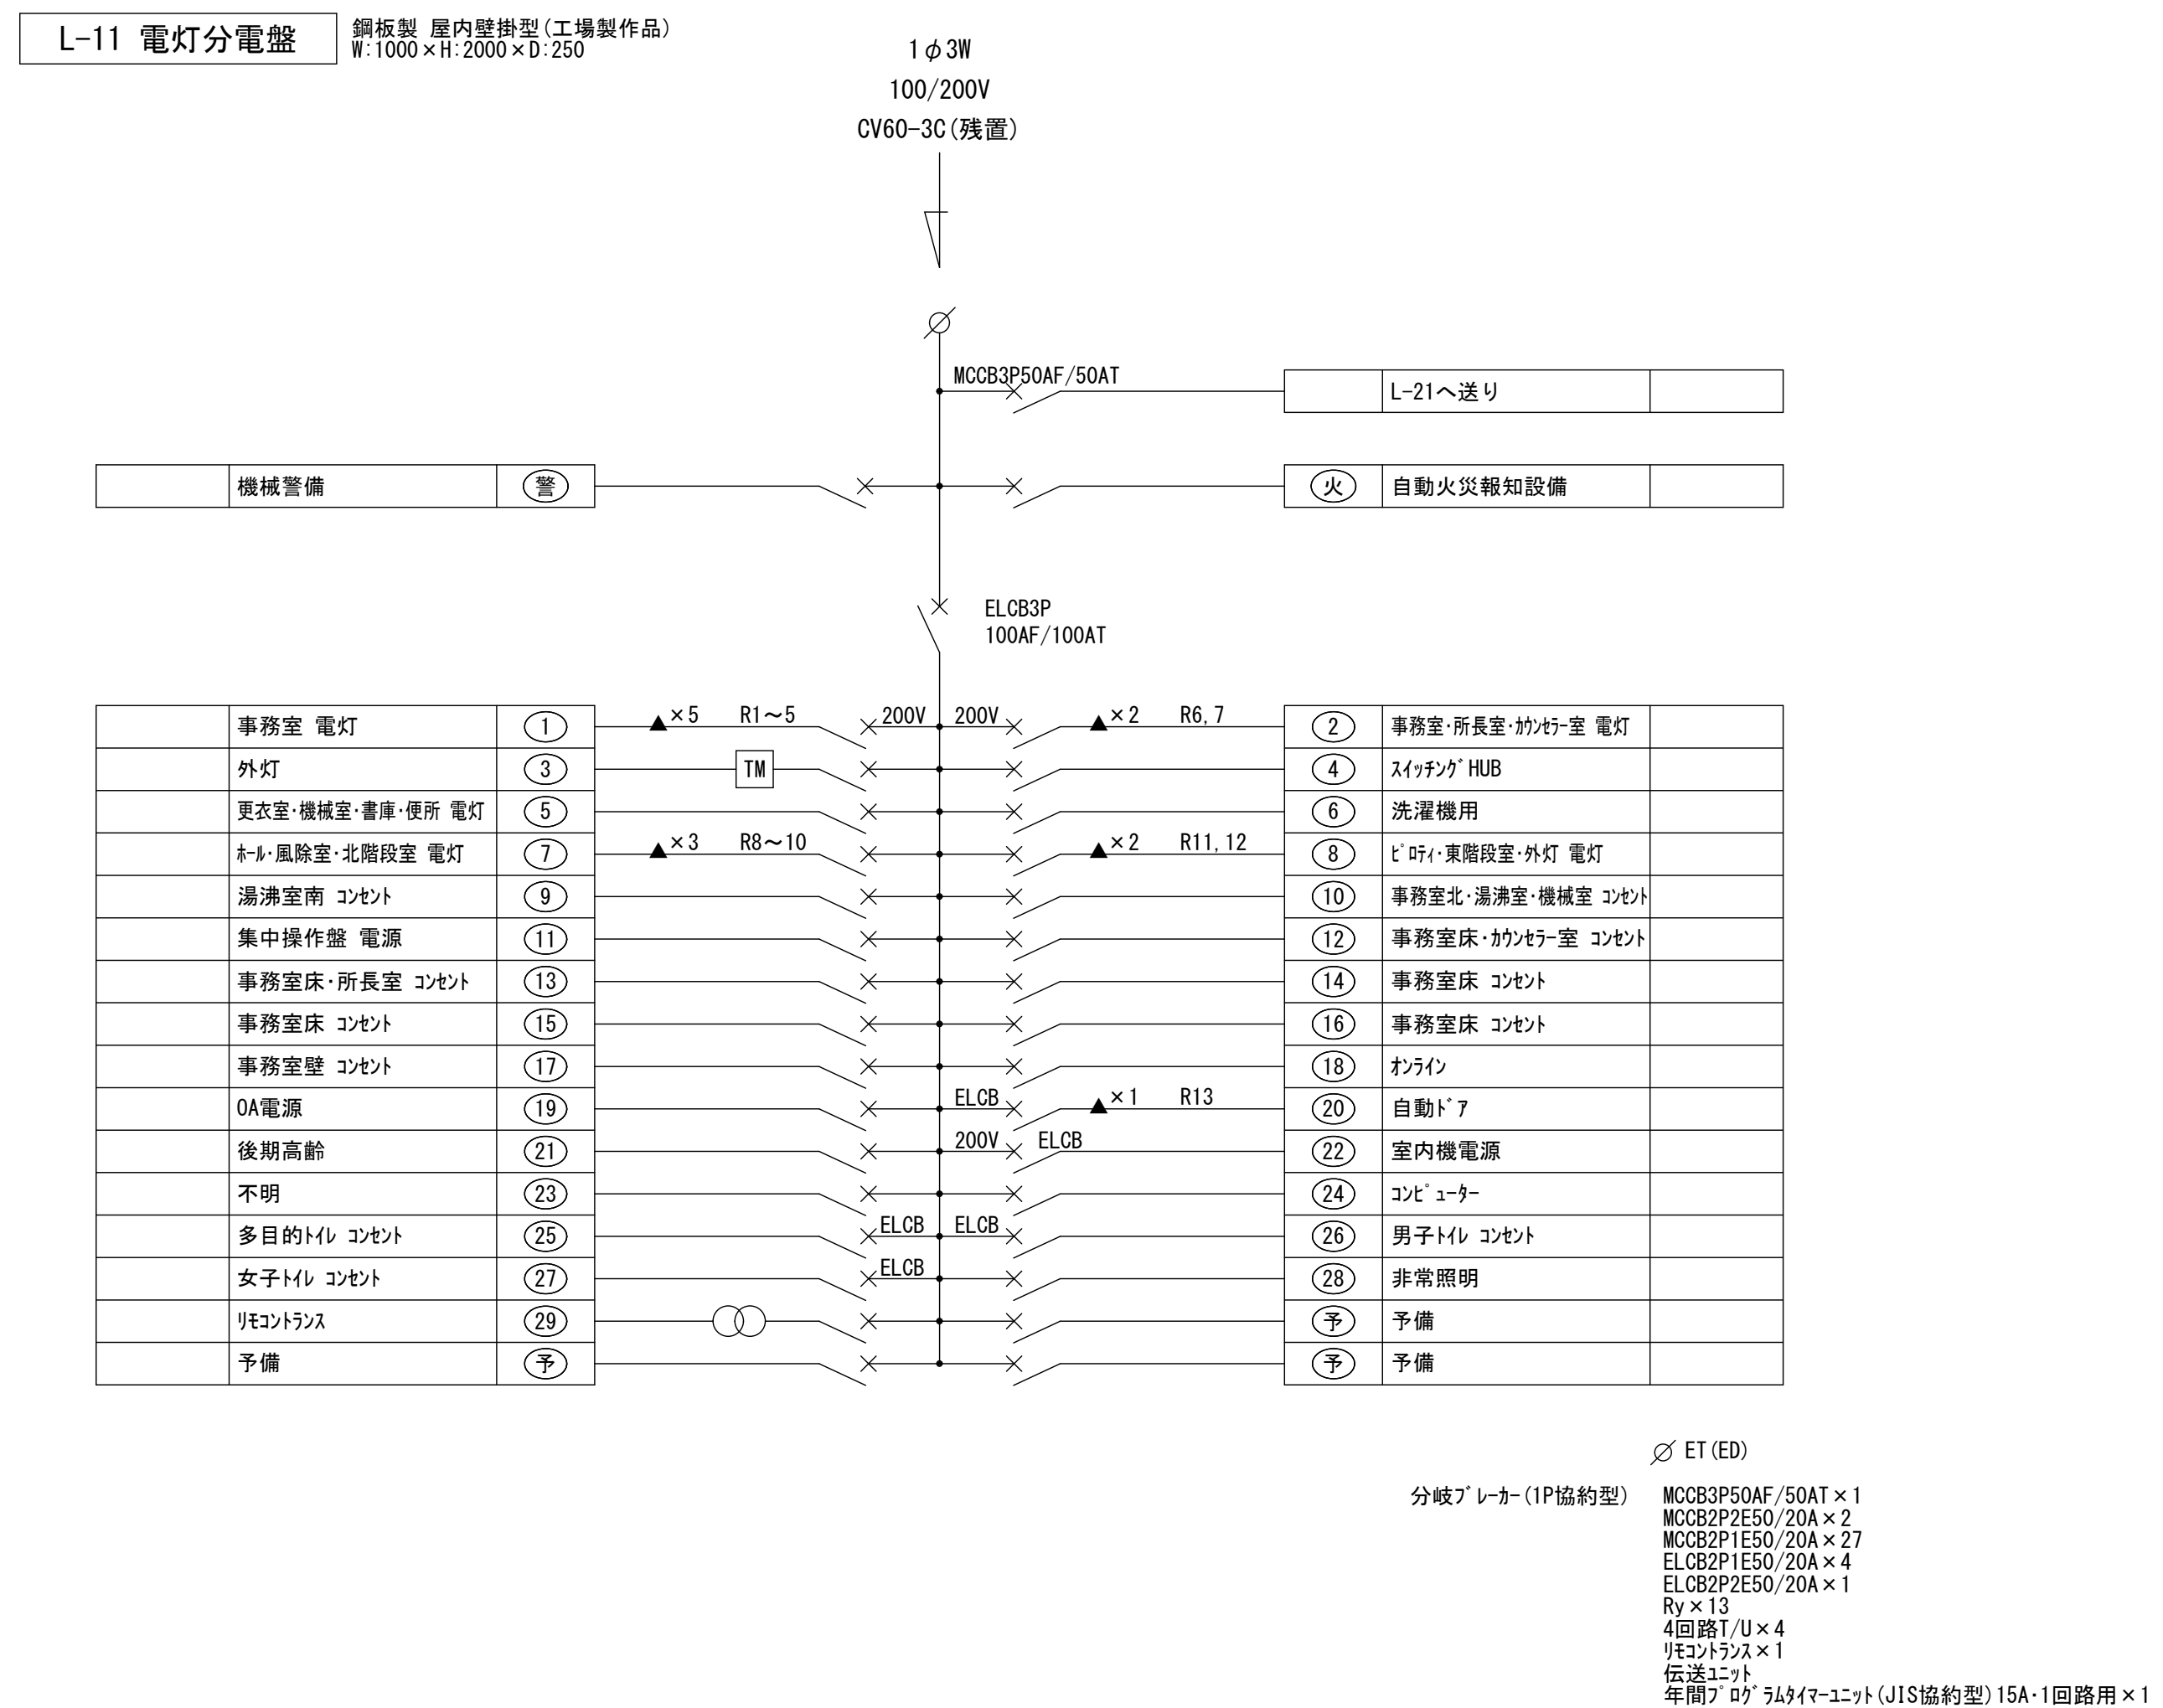 L-11 電灯分電盤
鋼板製 屋内壁掛型(工場製作品)
W:1000×H:2000×D:250
1φ3W
100/200V
CV60-3C(残置)
MCCB3P50AF/50AT
L-21へ送り
機械警備 警
火 自動火災報知設備
ELCB3P
100AF/100AT
事務室 電灯 1 ▲×5 R1～5 200V 200V ▲×2 R6,7 2 事務室・所長室・ｶｳﾝｾﾗｰ室 電灯
外灯 3 TM 4 ｽｲｯﾁﾝｸﾞHUB
更衣室・機械室・書庫・便所 電灯 5 6 洗濯機用
ﾎｰﾙ・風除室・北階段室 電灯 7 ▲×3 R8～10 ▲×2 R11,12 8 ﾋﾟﾛﾃｨ・東階段室・外灯 電灯
湯沸室南 ｺﾝｾﾝﾄ 9 10 事務室北・湯沸室・機械室 ｺﾝｾﾝﾄ
集中操作盤 電源 11 12 事務室床・ｶｳﾝｾﾗｰ室 ｺﾝｾﾝﾄ
事務室床・所長室 ｺﾝｾﾝﾄ 13 14 事務室床 ｺﾝｾﾝﾄ
事務室床 ｺﾝｾﾝﾄ 15 16 事務室床 ｺﾝｾﾝﾄ
事務室壁 ｺﾝｾﾝﾄ 17 18 ｵﾝﾗｲﾝ
OA電源 19 ELCB ▲×1 R13 20 自動ﾄﾞｱ
後期高齢 21 200V ELCB 22 室内機電源
不明 23 24 ｺﾝﾋﾟｭｰﾀｰ
多目的ﾄｲﾚ ｺﾝｾﾝﾄ 25 ELCB ELCB 26 男子ﾄｲﾚ ｺﾝｾﾝﾄ
女子ﾄｲﾚ ｺﾝｾﾝﾄ 27 ELCB 28 非常照明
ﾘﾓｺﾝﾄﾗﾝｽ 29 予 予備
予備 予 予 予備
ET(ED)
分岐ﾌﾞﾚｰｶｰ(1P協約型) MCCB3P50AF/50AT×1
MCCB2P2E50/20A×2
MCCB2P1E50/20A×27
ELCB2P1E50/20A×4
ELCB2P2E50/20A×1
Ry×13
4回路T/U×4
ﾘﾓｺﾝﾄﾗﾝｽ×1
伝送ﾕﾆｯﾄ
年間ﾌﾟﾛｸﾞﾗﾑﾀｲﾏｰﾕﾆｯﾄ(JIS協約型)15A・1回路用×1